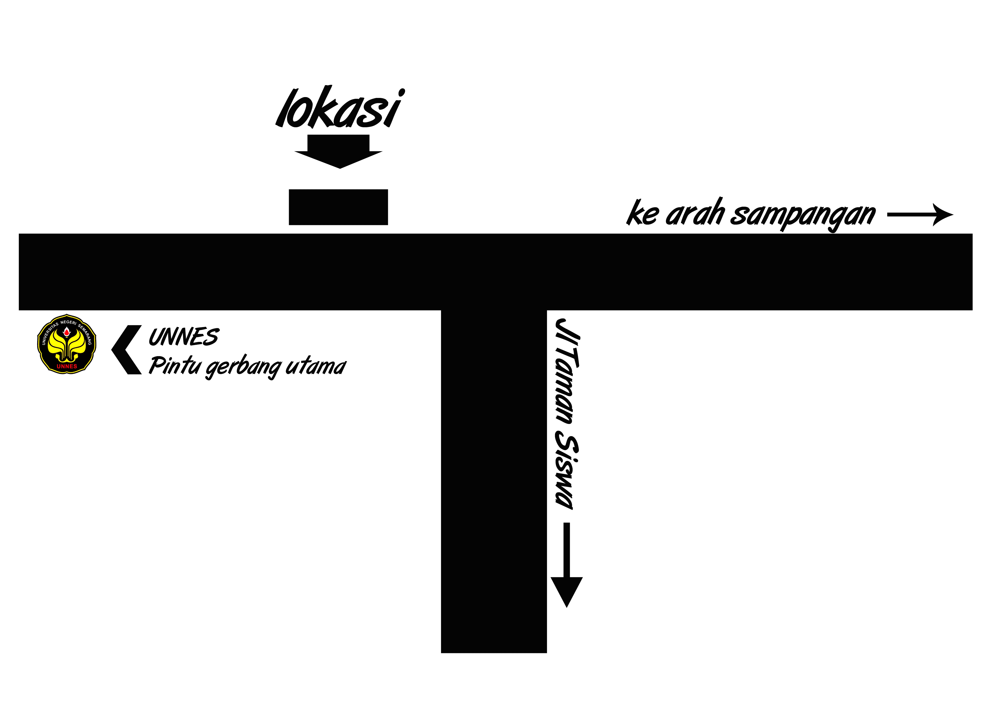 lokasi
ke arah sampangan
UNIVERSITAS NEGERI SEMARANG
UNNES
UNNES
Pintu gerbang utama
Jl Taman Siswa